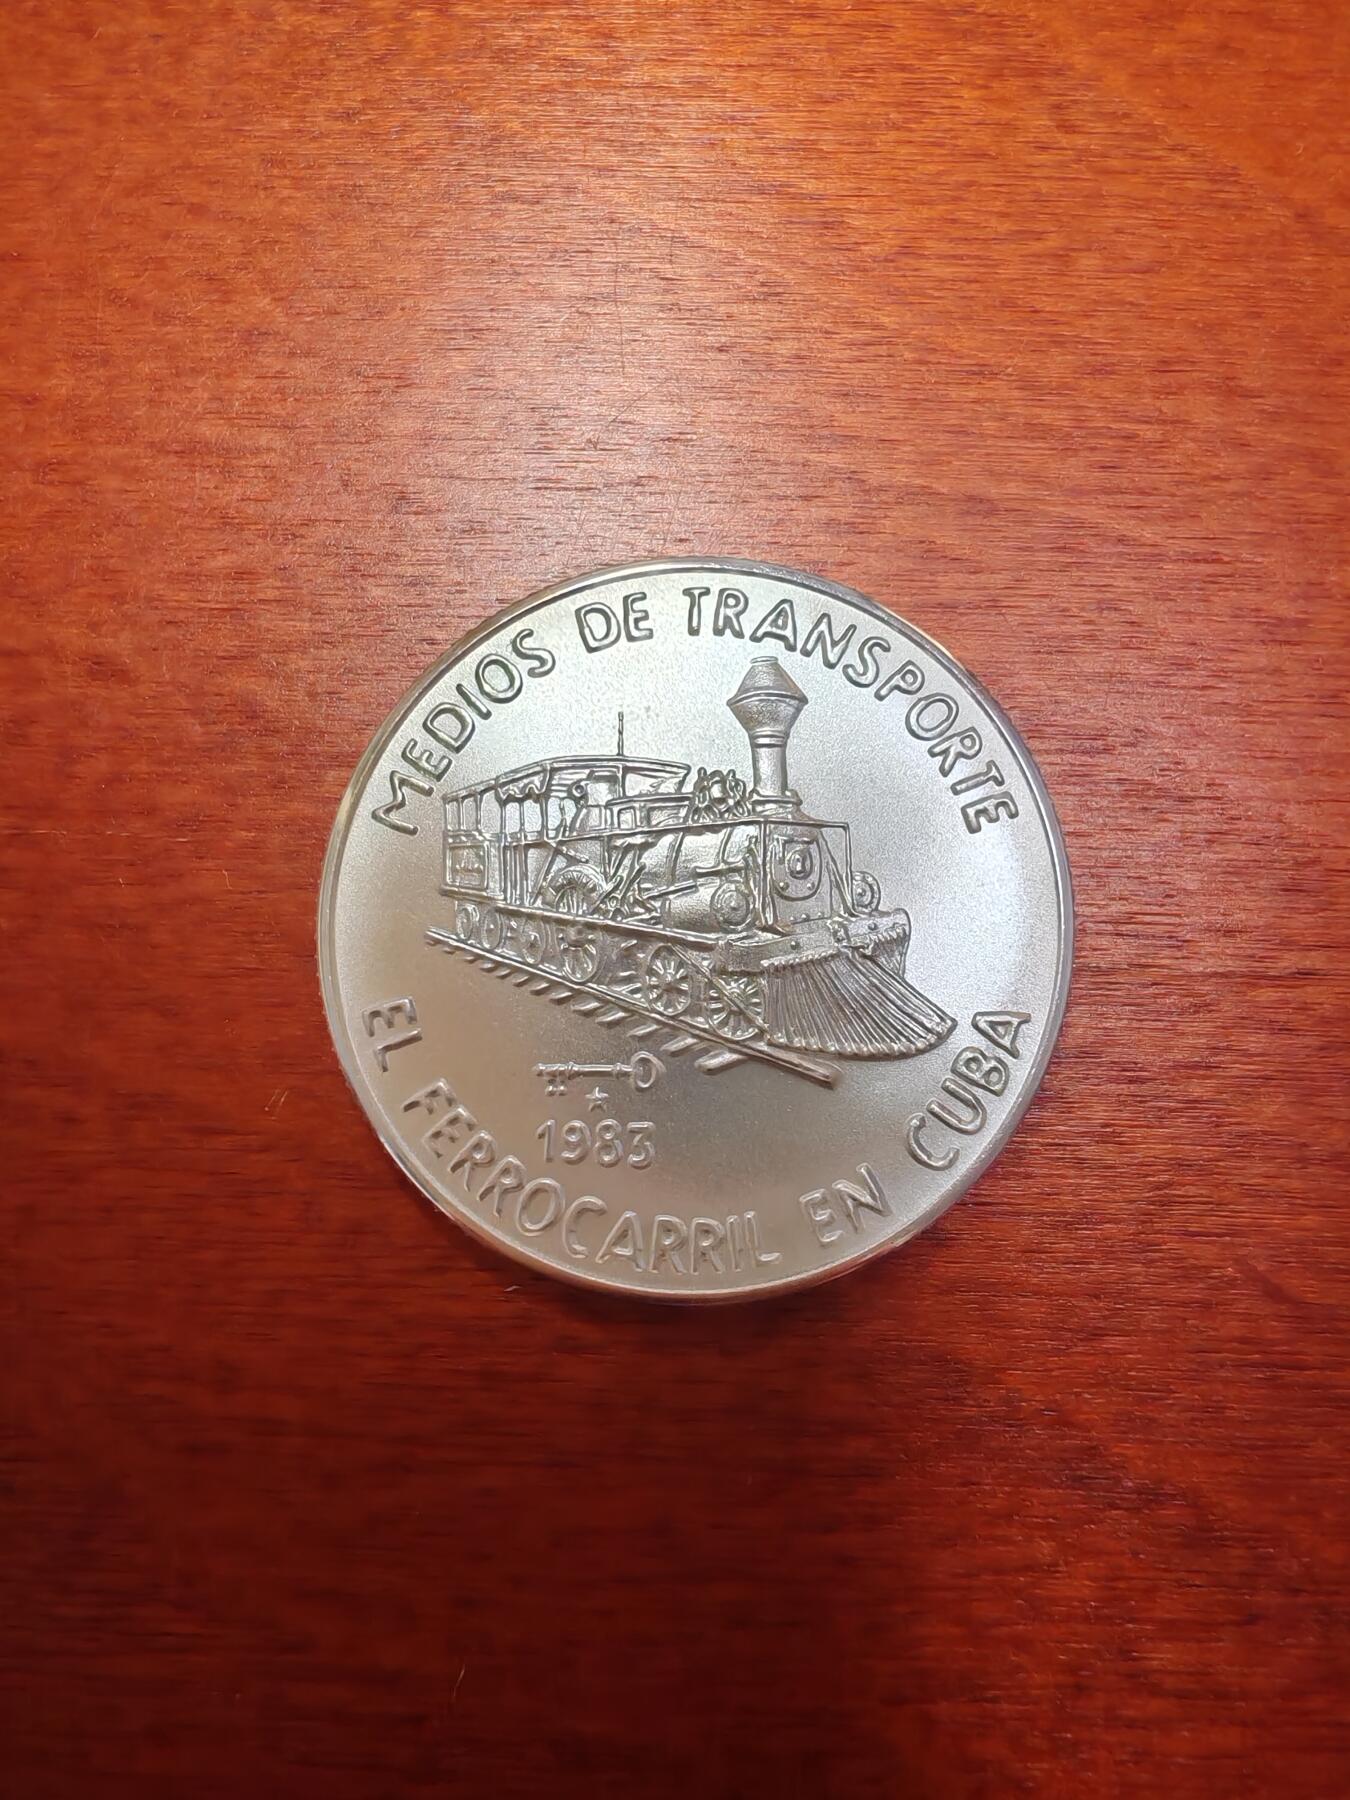 MEDIOS DE TRANSPORTE
1983
EL FERROCARRIL EN CUBA